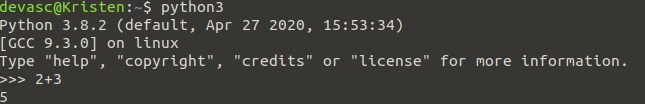 devasc@Kristen:~$ python3
Python 3.8.2 (default, Apr 27 2020, 15:53:34)
[GCC 9.3.0] on linux
Type "help", "copyright", "credits" or "license" for more information.
>>> 2+3
5